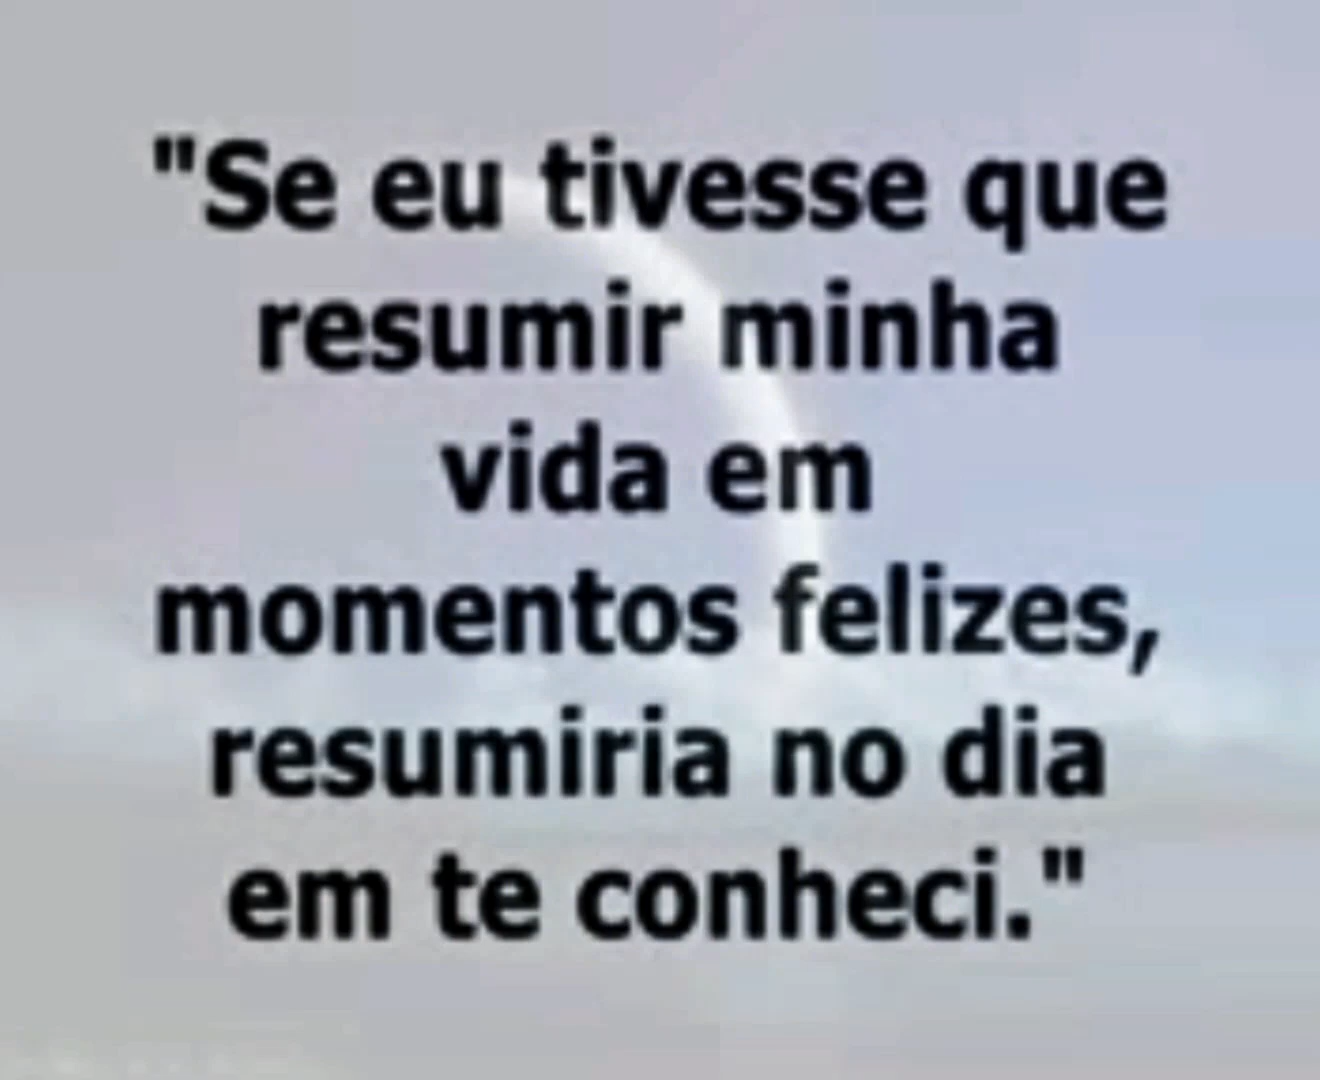 "Se eu tivesse que
resumir minha
vida em
momentos felizes,
resumiria no dia
em te conheci."